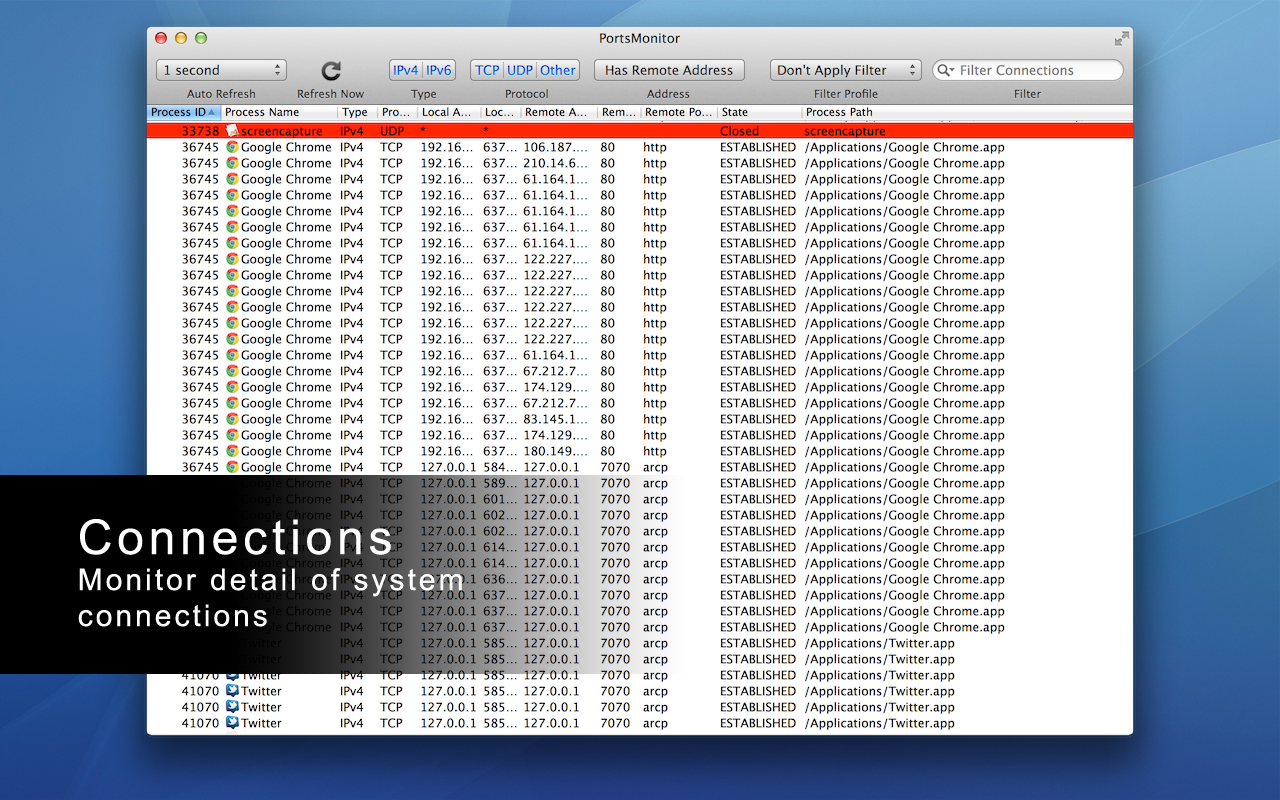 PortsMonitor
1 second IPv4 IPv6 TCP UDP Other Has Remote Address Don't Apply Filter Filter Connections
Auto Refresh Refresh Now Type Protocol Address Filter Profile Filter
Process ID Process Name Type Pro... Local A... Loc... Remote A... Rem... Remote Po... State Process Path
33738 screencapture IPv4 UDP * * Closed screencapture
36745 Google Chrome IPv4 TCP 192.16... 637... 106.187.... 80 http ESTABLISHED /Applications/Google Chrome.app
36745 Google Chrome IPv4 TCP 192.16... 637... 210.14.6... 80 http ESTABLISHED /Applications/Google Chrome.app
36745 Google Chrome IPv4 TCP 192.16... 637... 61.164.1... 80 http ESTABLISHED /Applications/Google Chrome.app
36745 Google Chrome IPv4 TCP 192.16... 637... 61.164.1... 80 http ESTABLISHED /Applications/Google Chrome.app
36745 Google Chrome IPv4 TCP 192.16... 637... 61.164.1... 80 http ESTABLISHED /Applications/Google Chrome.app
36745 Google Chrome IPv4 TCP 192.16... 637... 61.164.1... 80 http ESTABLISHED /Applications/Google Chrome.app
36745 Google Chrome IPv4 TCP 192.16... 637... 61.164.1... 80 http ESTABLISHED /Applications/Google Chrome.app
36745 Google Chrome IPv4 TCP 192.16... 637... 122.227.... 80 http ESTABLISHED /Applications/Google Chrome.app
36745 Google Chrome IPv4 TCP 192.16... 637... 122.227.... 80 http ESTABLISHED /Applications/Google Chrome.app
36745 Google Chrome IPv4 TCP 192.16... 637... 122.227.... 80 http ESTABLISHED /Applications/Google Chrome.app
36745 Google Chrome IPv4 TCP 192.16... 637... 122.227.... 80 http ESTABLISHED /Applications/Google Chrome.app
36745 Google Chrome IPv4 TCP 192.16... 637... 122.227.... 80 http ESTABLISHED /Applications/Google Chrome.app
36745 Google Chrome IPv4 TCP 192.16... 637... 122.227.... 80 http ESTABLISHED /Applications/Google Chrome.app
36745 Google Chrome IPv4 TCP 192.16... 637... 61.164.1... 80 http ESTABLISHED /Applications/Google Chrome.app
36745 Google Chrome IPv4 TCP 192.16... 637... 67.212.7... 80 http ESTABLISHED /Applications/Google Chrome.app
36745 Google Chrome IPv4 TCP 192.16... 637... 174.129.... 80 http ESTABLISHED /Applications/Google Chrome.app
36745 Google Chrome IPv4 TCP 192.16... 637... 67.212.7... 80 http ESTABLISHED /Applications/Google Chrome.app
36745 Google Chrome IPv4 TCP 192.16... 637... 83.145.1... 80 http ESTABLISHED /Applications/Google Chrome.app
36745 Google Chrome IPv4 TCP 192.16... 637... 174.129.... 80 http ESTABLISHED /Applications/Google Chrome.app
36745 Google Chrome IPv4 TCP 192.16... 637... 180.149.... 80 http ESTABLISHED /Applications/Google Chrome.app
36745 Google Chrome IPv4 TCP 127.0.0.1 584... 127.0.0.1 7070 arcp ESTABLISHED /Applications/Google Chrome.app
Google Chrome IPv4 TCP 127.0.0.1 589... 127.0.0.1 7070 arcp ESTABLISHED /Applications/Google Chrome.app
Google Chrome IPv4 TCP 127.0.0.1 601... 127.0.0.1 7070 arcp ESTABLISHED /Applications/Google Chrome.app
Google Chrome IPv4 TCP 127.0.0.1 602... 127.0.0.1 7070 arcp ESTABLISHED /Applications/Google Chrome.app
IPv4 TCP 127.0.0.1 602... 127.0.0.1 7070 arcp ESTABLISHED /Applications/Google Chrome.app
TCP 127.0.0.1 614... 127.0.0.1 7070 arcp ESTABLISHED /Applications/Google Chrome.app
Google Chrome IPv4 TCP 127.0.0.1 614... 127.0.0.1 7070 arcp ESTABLISHED /Applications/Google Chrome.app
127.0.0.1 636... 127.0.0.1 7070 arcp ESTABLISHED /Applications/Google Chrome.app
Google Chrome IPv4 TCP 127.0.0.1 637... 127.0.0.1 7070 arcp ESTABLISHED /Applications/Google Chrome.app
IPv4 TCP 127.0.0.1 637... 127.0.0.1 7070 arcp ESTABLISHED /Applications/Google Chrome.app
Google Chrome IPv4 TCP 127.0.0.1 637... 127.0.0.1 7070 arcp ESTABLISHED /Applications/Google Chrome.app
Twitter IPv4 TCP 127.0.0.1 585... 127.0.0.1 7070 arcp ESTABLISHED /Applications/Twitter.app
Twitter IPv4 TCP 127.0.0.1 585... 127.0.0.1 7070 arcp ESTABLISHED /Applications/Twitter.app
41070 Twitter IPv4 TCP 127.0.0.1 585... 127.0.0.1 7070 arcp ESTABLISHED /Applications/Twitter.app
41070 Twitter IPv4 TCP 127.0.0.1 585... 127.0.0.1 7070 arcp ESTABLISHED /Applications/Twitter.app
41070 Twitter IPv4 TCP 127.0.0.1 585... 127.0.0.1 7070 arcp ESTABLISHED /Applications/Twitter.app
41070 Twitter IPv4 TCP 127.0.0.1 585... 127.0.0.1 7070 arcp ESTABLISHED /Applications/Twitter.app
Connections
Monitor detail of system
connections